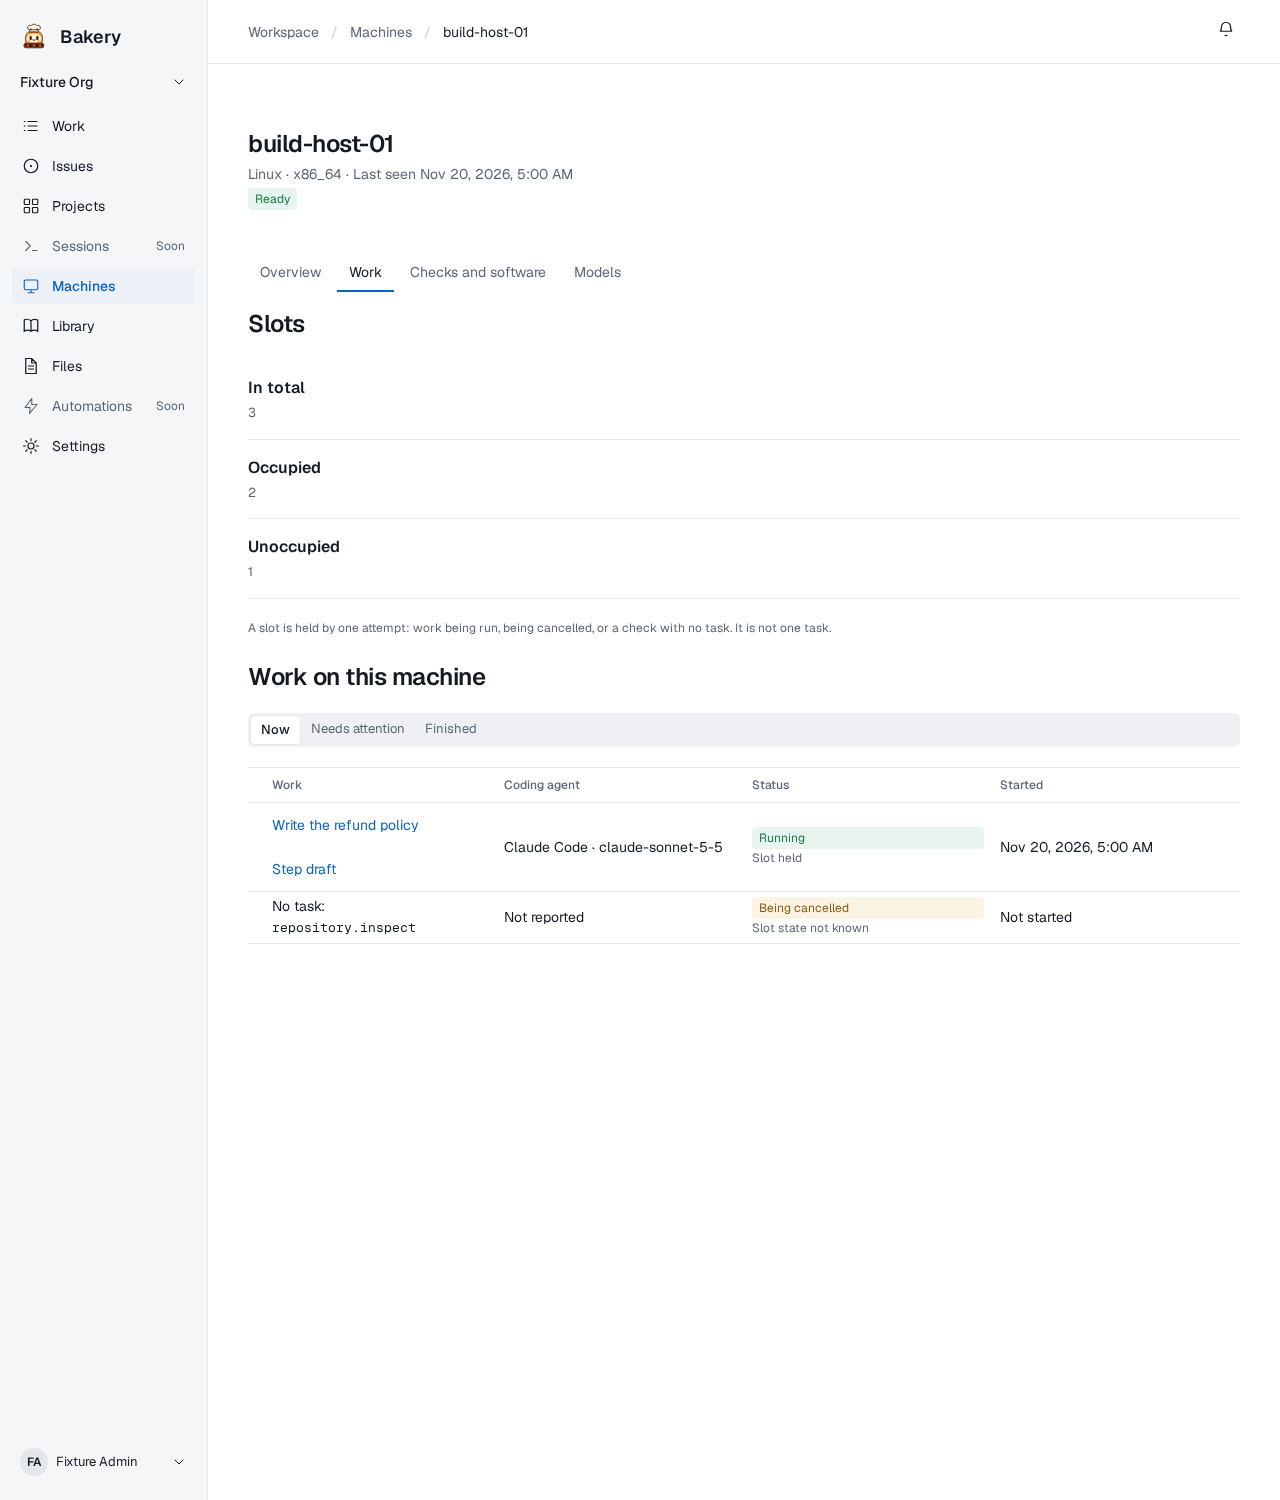 Bakery
Fixture Org
Work
Issues
Projects
Sessions Soon
Machines
Library
Files
Automations Soon
Settings
FA Fixture Admin
Workspace / Machines / build-host-01
build-host-01
Linux · x86_64 · Last seen Nov 20, 2026, 5:00 AM
Ready
Overview Work Checks and software Models
Slots
In total
3
Occupied
2
Unoccupied
1
A slot is held by one attempt: work being run, being cancelled, or a check with no task. It is not one task.
Work on this machine
Now Needs attention Finished
Work Coding agent Status Started
Write the refund policy
Step draft
Claude Code · claude-sonnet-5-5
Running
Slot held
Nov 20, 2026, 5:00 AM
No task:
repository.inspect
Not reported
Being cancelled
Slot state not known
Not started